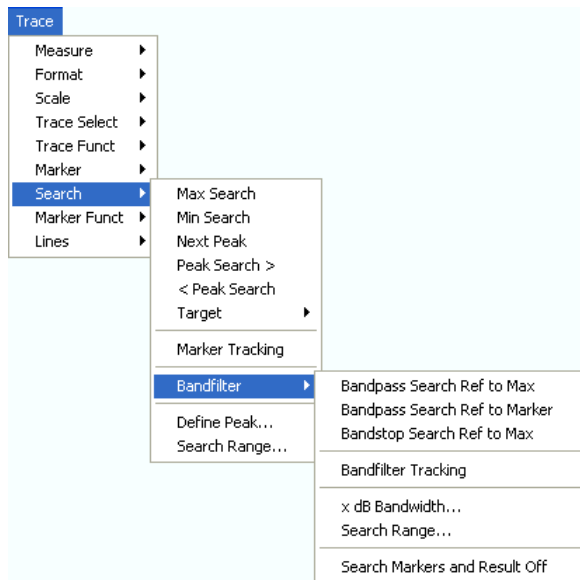 Trace
Measure
Format
Scale
Trace Select
Trace Funct
Marker
Search
Marker Funct
Lines
Max Search
Min Search
Next Peak
Peak Search >
< Peak Search
Target
Marker Tracking
Bandfilter
Define Peak...
Search Range...
Bandpass Search Ref to Max
Bandpass Search Ref to Marker
Bandstop Search Ref to Max
Bandfilter Tracking
x dB Bandwidth...
Search Range...
Search Markers and Result Off